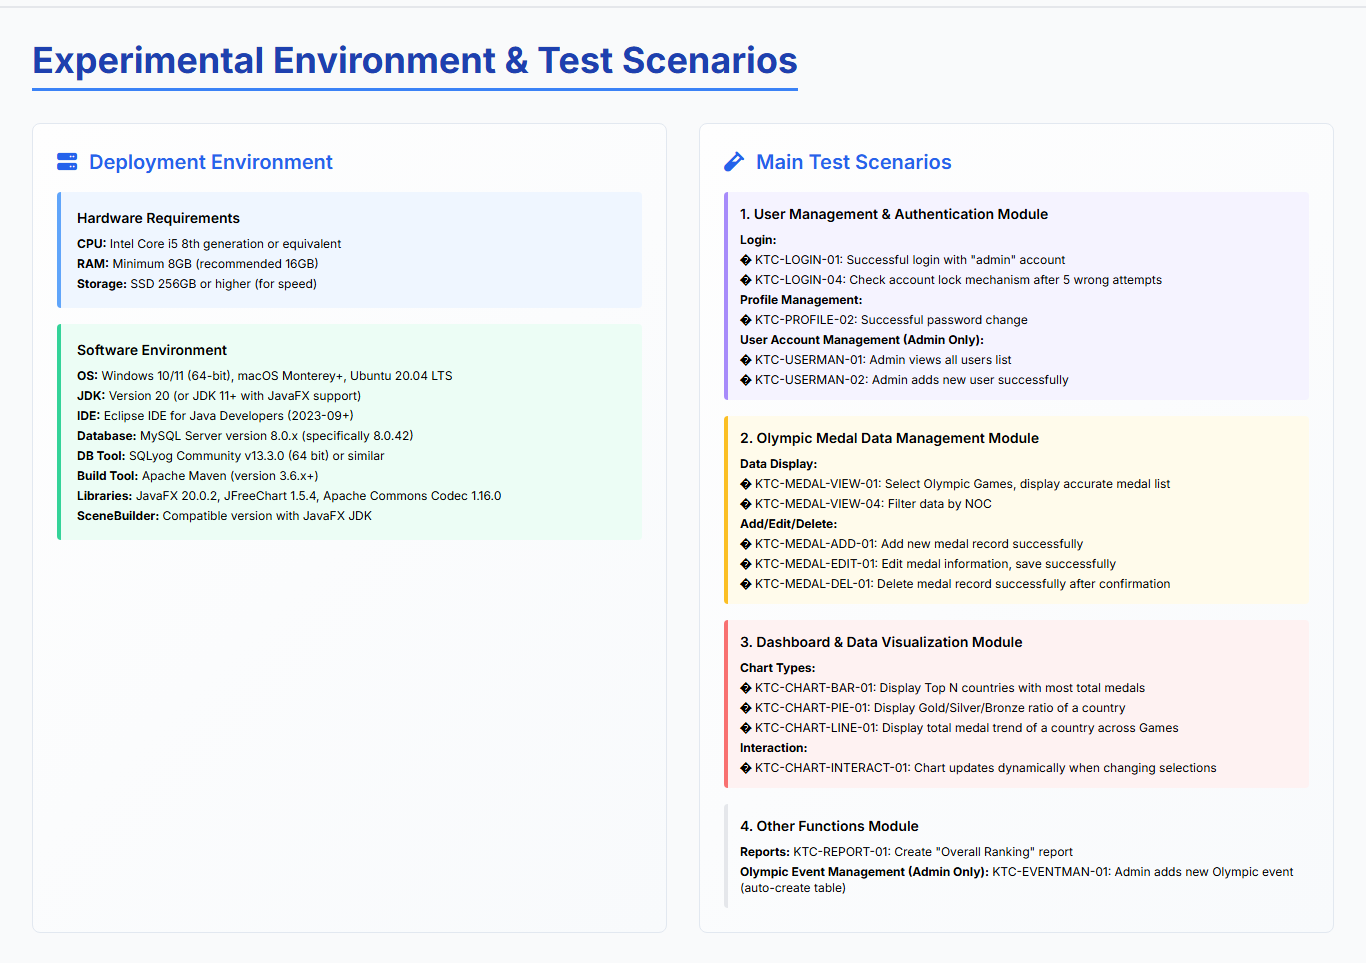 Experimental Environment & Test Scenarios
Deployment Environment
Hardware Requirements
CPU: Intel Core i5 8th generation or equivalent
RAM: Minimum 8GB (recommended 16GB)
Storage: SSD 256GB or higher (for speed)
Software Environment
OS: Windows 10/11 (64-bit), macOS Monterey+, Ubuntu 20.04 LTS
JDK: Version 20 (or JDK 11+ with JavaFX support)
IDE: Eclipse IDE for Java Developers (2023-09+)
Database: MySQL Server version 8.0.x (specifically 8.0.42)
DB Tool: SQLyog Community v13.3.0 (64 bit) or similar
Build Tool: Apache Maven (version 3.6.x+)
Libraries: JavaFX 20.0.2, JFreeChart 1.5.4, Apache Commons Codec 1.16.0
SceneBuilder: Compatible version with JavaFX JDK
Main Test Scenarios
1. User Management & Authentication Module
Login:
� KTC-LOGIN-01: Successful login with "admin" account
� KTC-LOGIN-04: Check account lock mechanism after 5 wrong attempts
Profile Management:
� KTC-PROFILE-02: Successful password change
User Account Management (Admin Only):
� KTC-USERMAN-01: Admin views all users list
� KTC-USERMAN-02: Admin adds new user successfully
2. Olympic Medal Data Management Module
Data Display:
� KTC-MEDAL-VIEW-01: Select Olympic Games, display accurate medal list
� KTC-MEDAL-VIEW-04: Filter data by NOC
Add/Edit/Delete:
� KTC-MEDAL-ADD-01: Add new medal record successfully
� KTC-MEDAL-EDIT-01: Edit medal information, save successfully
� KTC-MEDAL-DEL-01: Delete medal record successfully after confirmation
3. Dashboard & Data Visualization Module
Chart Types:
� KTC-CHART-BAR-01: Display Top N countries with most total medals
� KTC-CHART-PIE-01: Display Gold/Silver/Bronze ratio of a country
� KTC-CHART-LINE-01: Display total medal trend of a country across Games
Interaction:
� KTC-CHART-INTERACT-01: Chart updates dynamically when changing selections
4. Other Functions Module
Reports: KTC-REPORT-01: Create "Overall Ranking" report
Olympic Event Management (Admin Only): KTC-EVENTMAN-01: Admin adds new Olympic event
(auto-create table)